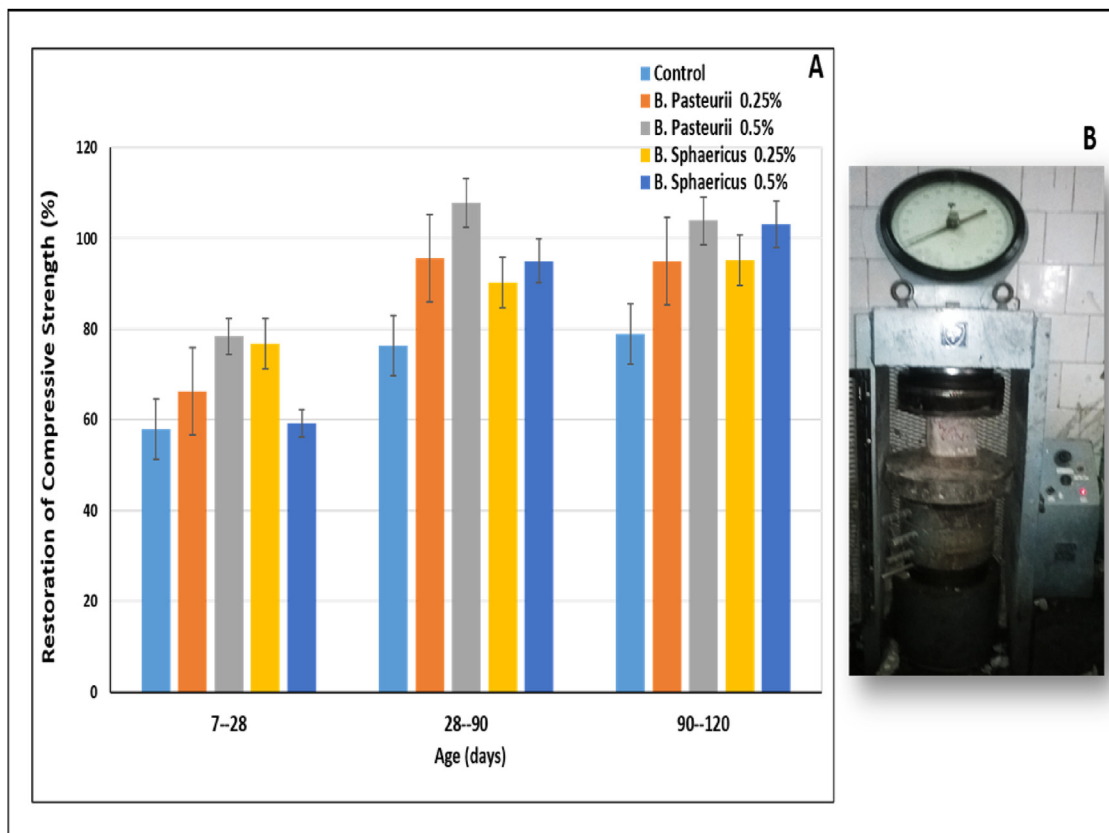 A
Control
B. Pasteurii 0.25%
B. Pasteurii 0.5%
B. Sphaericus 0.25%
B. Sphaericus 0.5%
Restoration of Compressive Strength (%)
120
100
80
60
40
20
0
7--28
28--90
90--120
Age (days)
B